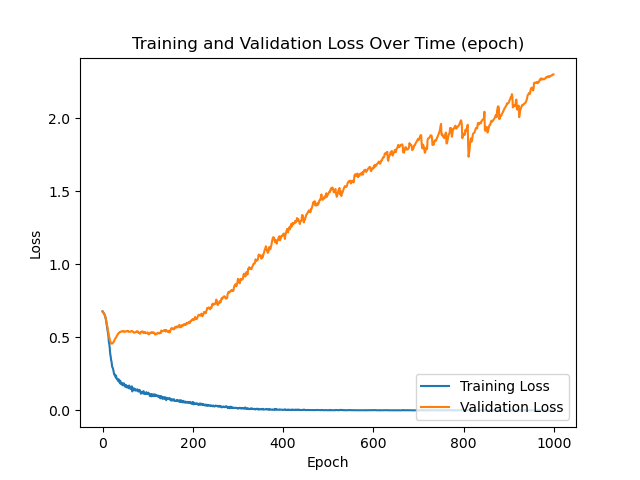 Training and Validation Loss Over Time (epoch)
2.0
1.5
1.0
0.5
0.0
Loss
Training Loss
Validation Loss
0 200 400 600 800 1000
Epoch